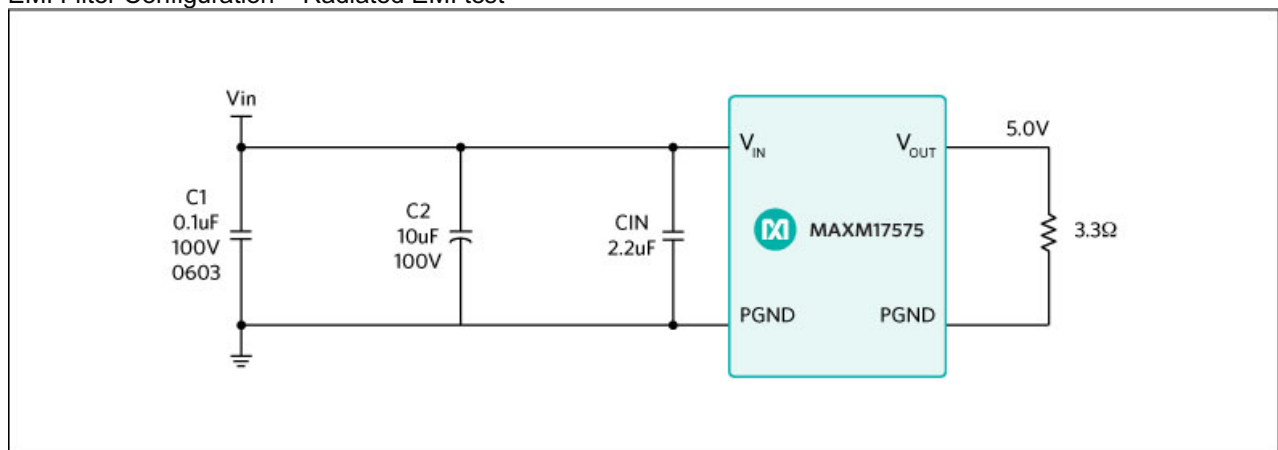 EMI Filter Configuration – Radiated EMI test
Vin
C1
0.1uF
100V
0603
C2
10uF
100V
CIN
2.2uF
VIN
VOUT
MAXM17575
PGND
PGND
5.0V
3.3Ω